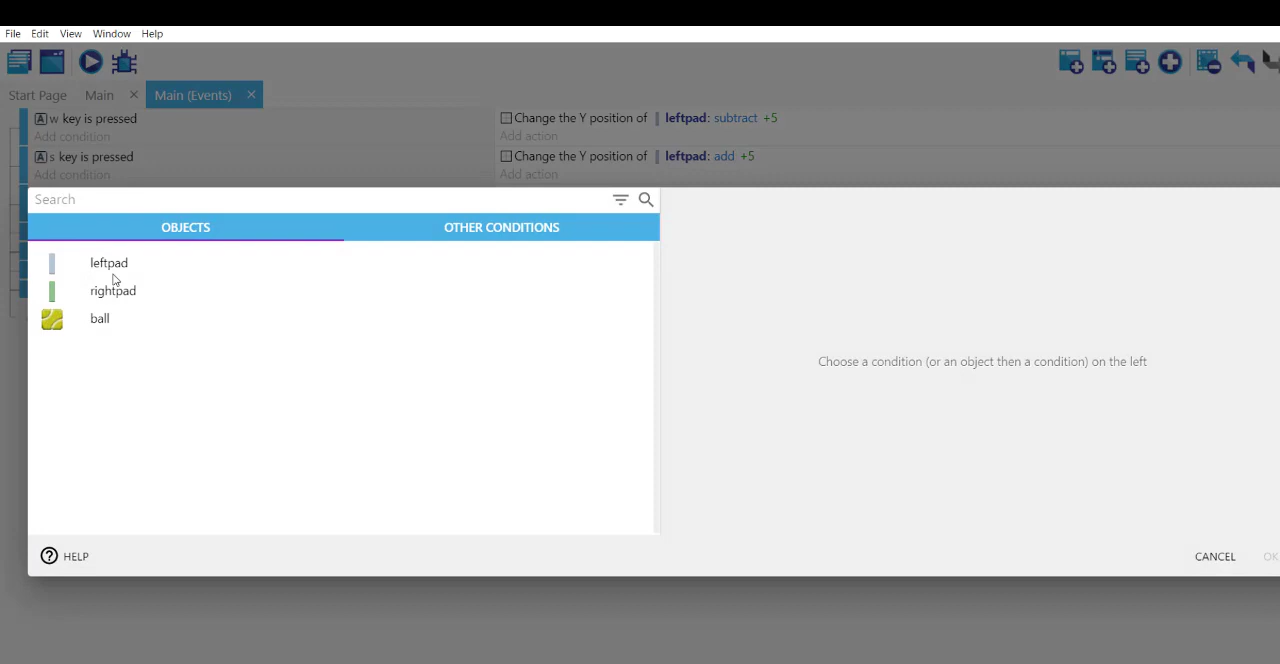 File Edit View Window Help
Start Page Main × Main (Events) ×
A w key is pressed Change the Y position of leftpad: subtract +5
Add condition Add action
A s key is pressed Change the Y position of leftpad: add +5
Add condition Add action
Search
OBJECTS OTHER CONDITIONS
leftpad
rightpad
ball
Choose a condition (or an object then a condition) on the left
? HELP CANCEL OK